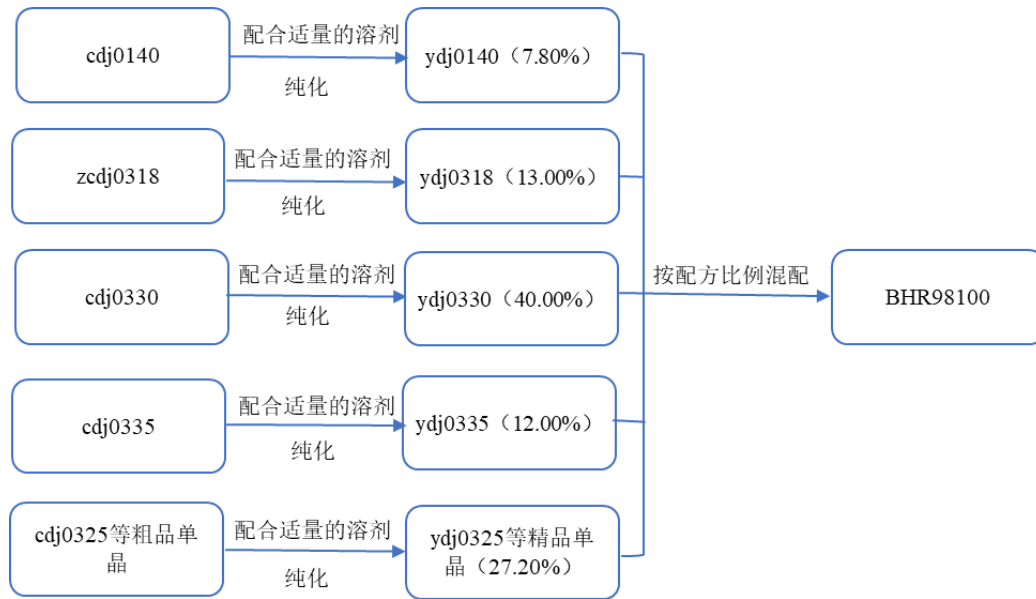 cdj0140
配合适量的溶剂
纯化
ydj0140（7.80%）
zcdj0318
配合适量的溶剂
纯化
ydj0318（13.00%）
cdj0330
配合适量的溶剂
纯化
ydj0330（40.00%）
按配方比例混配
BHR98100
cdj0335
配合适量的溶剂
纯化
ydj0335（12.00%）
cdj0325等粗品单
晶
配合适量的溶剂
纯化
ydj0325等精品单
晶（27.20%）